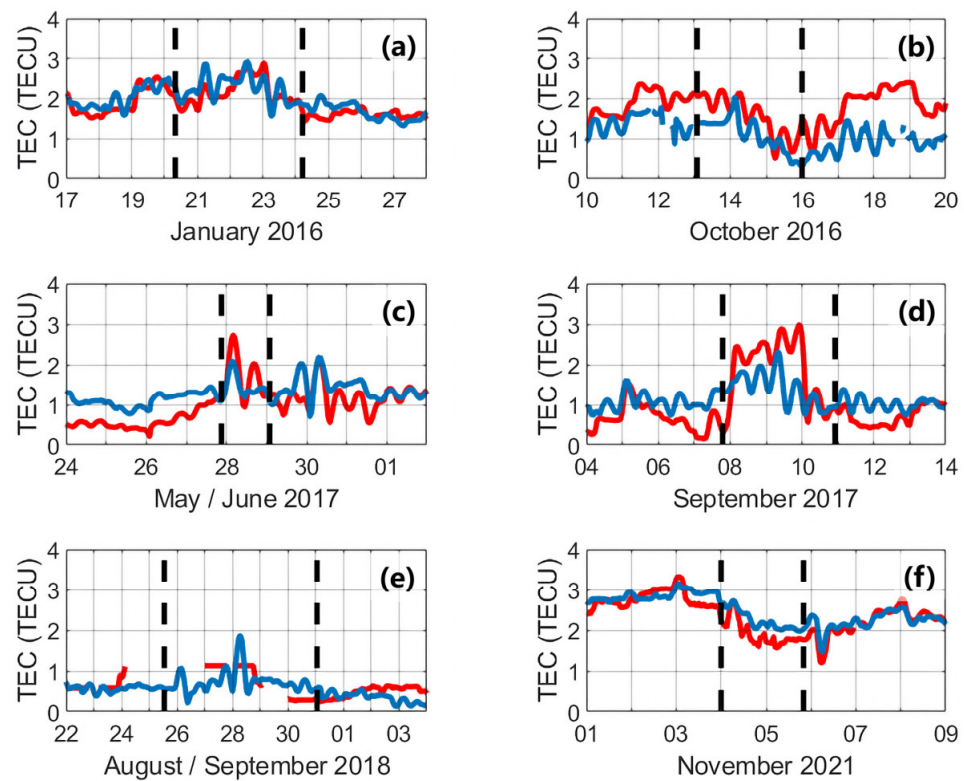 (a)
TEC (TECU)
4
3
2
1
0
17 19 21 23 25 27
January 2016
(b)
TEC (TECU)
4
3
2
1
0
10 12 14 16 18 20
October 2016
(c)
TEC (TECU)
4
3
2
1
0
24 26 28 30 01
May / June 2017
(d)
TEC (TECU)
4
3
2
1
0
04 06 08 10 12 14
September 2017
(e)
TEC (TECU)
4
3
2
1
0
22 24 26 28 30 01 03
August / September 2018
(f)
TEC (TECU)
4
3
2
1
0
01 03 05 07 09
November 2021